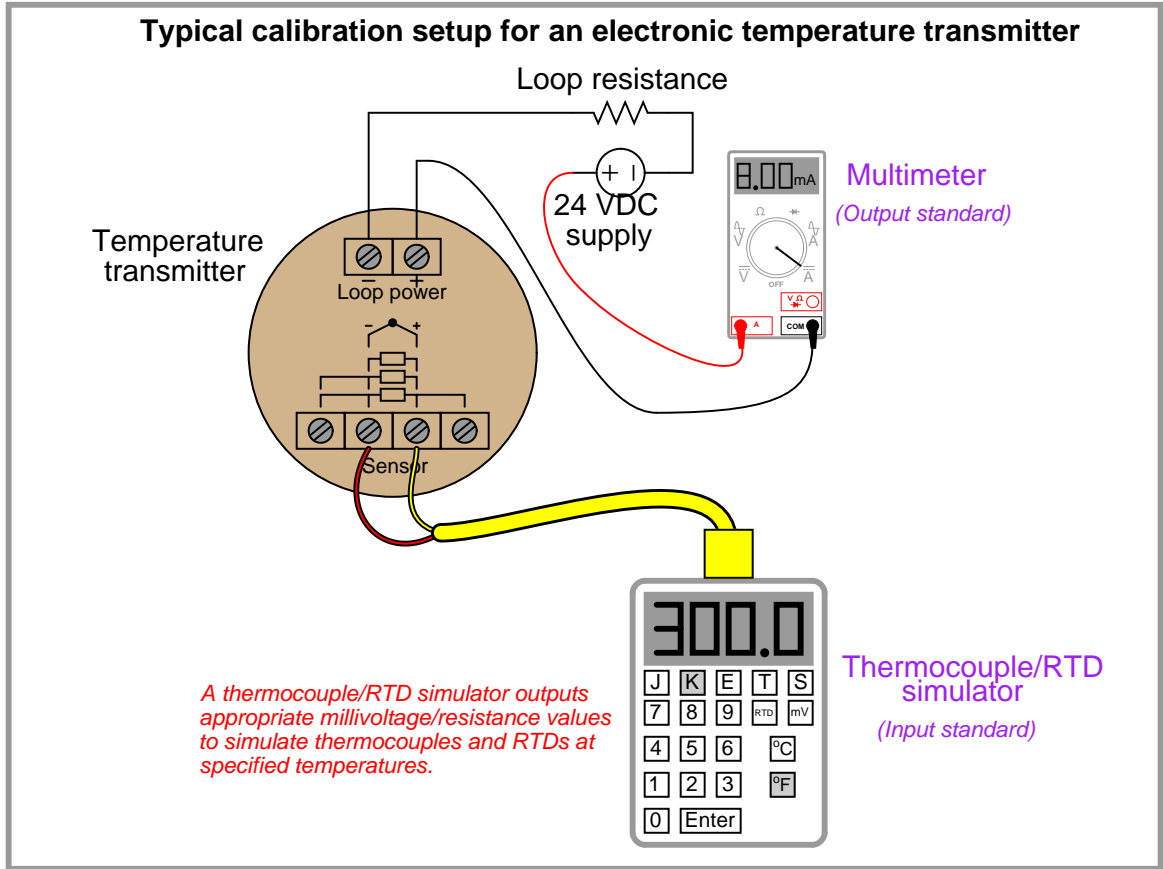 Typical calibration setup for an electronic temperature transmitter
Loop resistance
24 VDC
supply
+
8.00 mA
Multimeter
(Output standard)
Ω
V
A
V
OFF
A
V Ω
A
COM
Temperature
transmitter
− +
Loop power
- +
Sensor
300.0
J K E T S
7 8 9 RTD mV
4 5 6 °C
1 2 3 °F
0 Enter
Thermocouple/RTD
simulator
(Input standard)
A thermocouple/RTD simulator outputs
appropriate millivoltage/resistance values
to simulate thermocouples and RTDs at
specified temperatures.